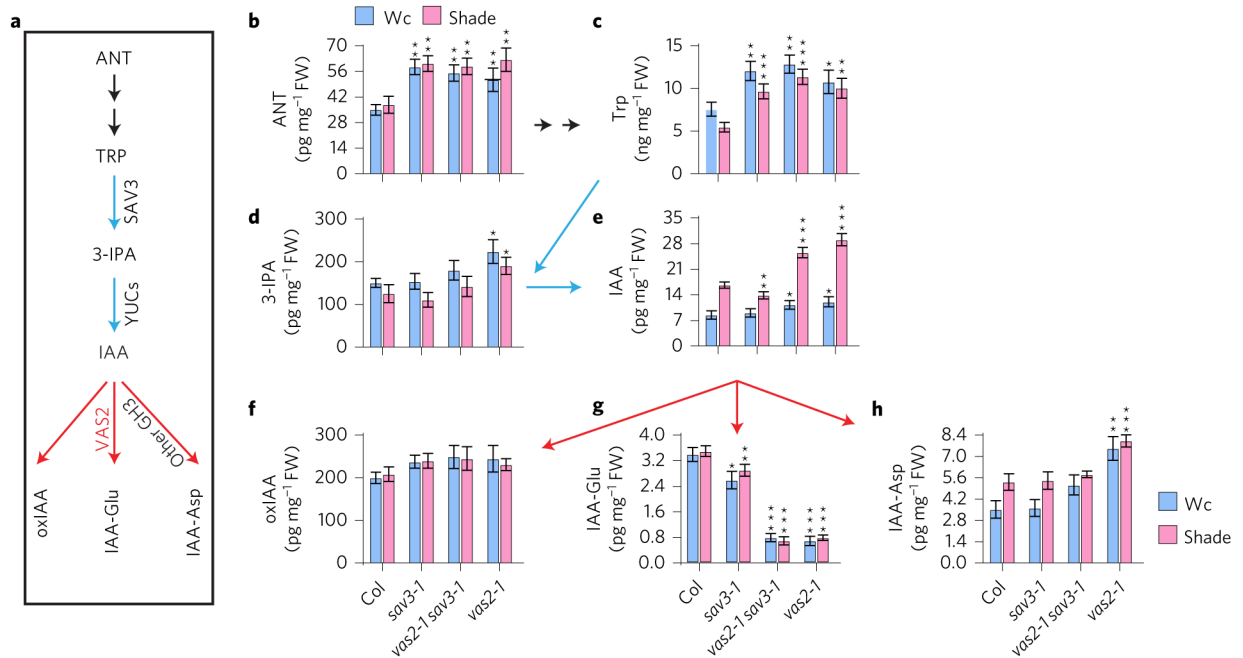 a
ANT
TRP
SAV3
3-IPA
YUCs
IAA
VAS2
Other GH3
oxIAA
IAA-Glu
IAA-Asp
b
Wc
Shade
ANT
(pg mg⁻¹ FW)
70
56
42
28
14
0
** ** ** ** ** **
c
Trp
(ng mg⁻¹ FW)
15
10
5
0
** *** ** *** * **
d
3-IPA
(pg mg⁻¹ FW)
300
200
150
100
0
* *
e
IAA
(pg mg⁻¹ FW)
35
28
21
14
7
0
** * *** * ***
f
oxIAA
(pg mg⁻¹ FW)
300
200
200
100
0
Col
sav3-1
vas2-1 sav3-1
vas2-1
g
IAA-Glu
(pg mg⁻¹ FW)
4.0
3.2
2.4
0.8
0.0
* ** *** *** *** ***
Col
sav3-1
vas2-1 sav3-1
vas2-1
h
IAA-Asp
(pg mg⁻¹ FW)
8.4
5.6
4.2
2.8
1.4
0.0
** ***
Col
sav3-1
vas2-1 sav3-1
vas2-1
Wc
Shade